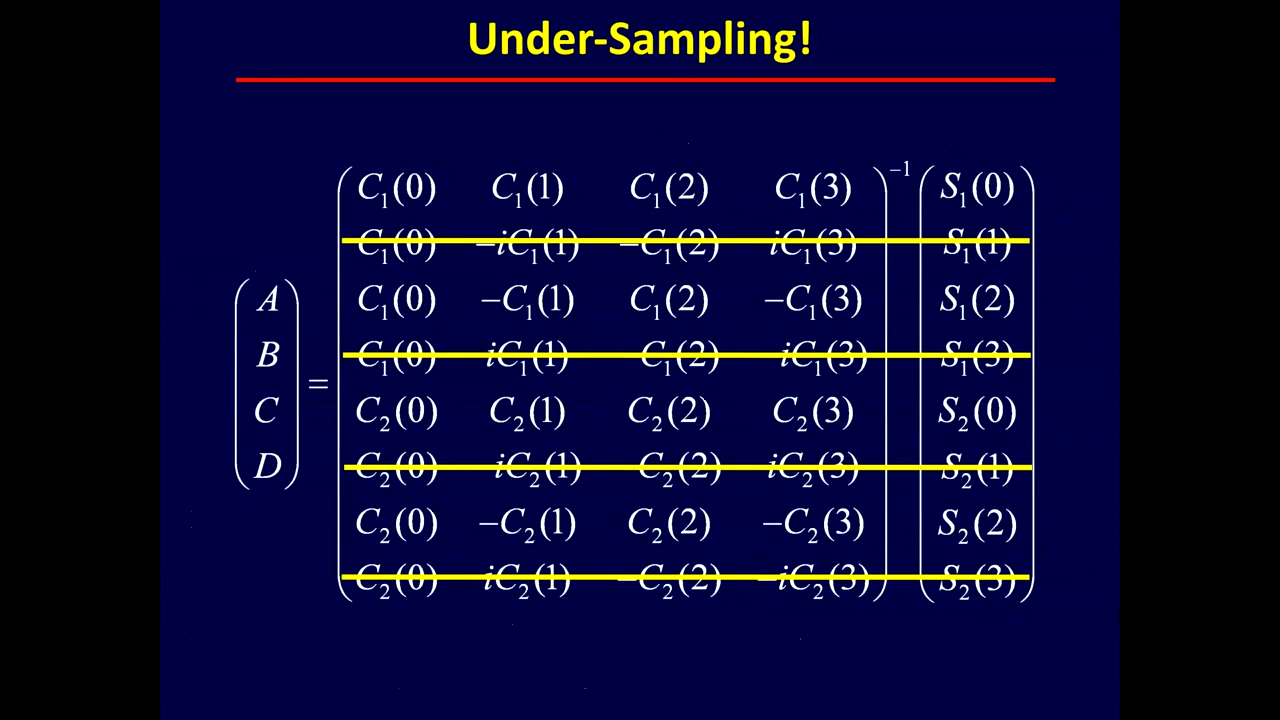 Under-Sampling!
C₁(0) C₁(1) C₁(2) C₁(3) −1 S₁(0)
C₁(0) −iC₁(1) −C₁(2) iC₁(3) S₁(1)
A C₁(0) −C₁(1) C₁(2) −C₁(3) S₁(2)
B C₁(0) iC₁(1) C₁(2) iC₁(3) S₁(3)
=
C C₂(0) C₂(1) C₂(2) C₂(3) S₂(0)
D C₂(0) iC₂(1) C₂(2) iC₂(3) S₂(1)
C₂(0) −C₂(1) C₂(2) −C₂(3) S₂(2)
C₂(0) iC₂(1) −C₂(2) −iC₂(3) S₂(3)